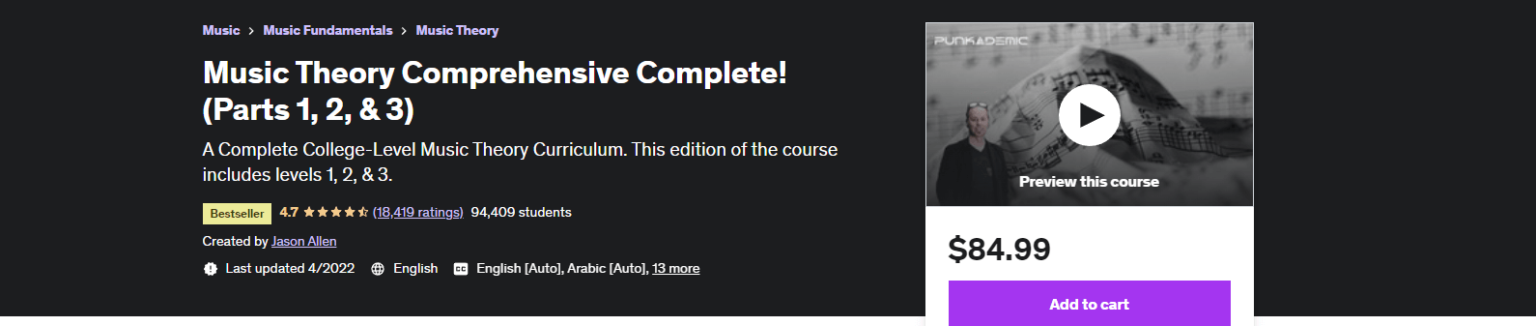 Music > Music Fundamentals > Music Theory
Music Theory Comprehensive Complete!
(Parts 1, 2, & 3)
A Complete College-Level Music Theory Curriculum. This edition of the course
includes levels 1, 2, & 3.
Bestseller 4.7 (18,419 ratings) 94,409 students
Created by Jason Allen
Last updated 4/2022 English CC English [Auto], Arabic [Auto], 13 more
PUNKADEMIC
Preview this course
$84.99
Add to cart